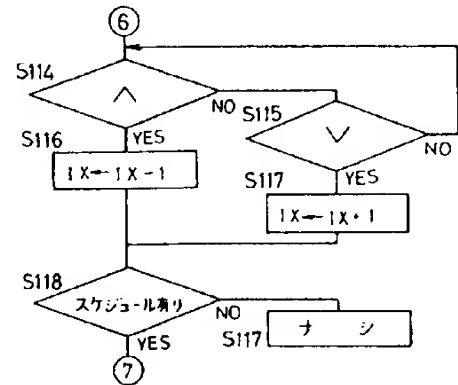 6
S114
∧
NO
S115
∨
NO
YES
S116
IX←IX-1
YES
S117
IX←IX+1
S118
スケジュール有り
NO
S117
ナ シ
YES
7